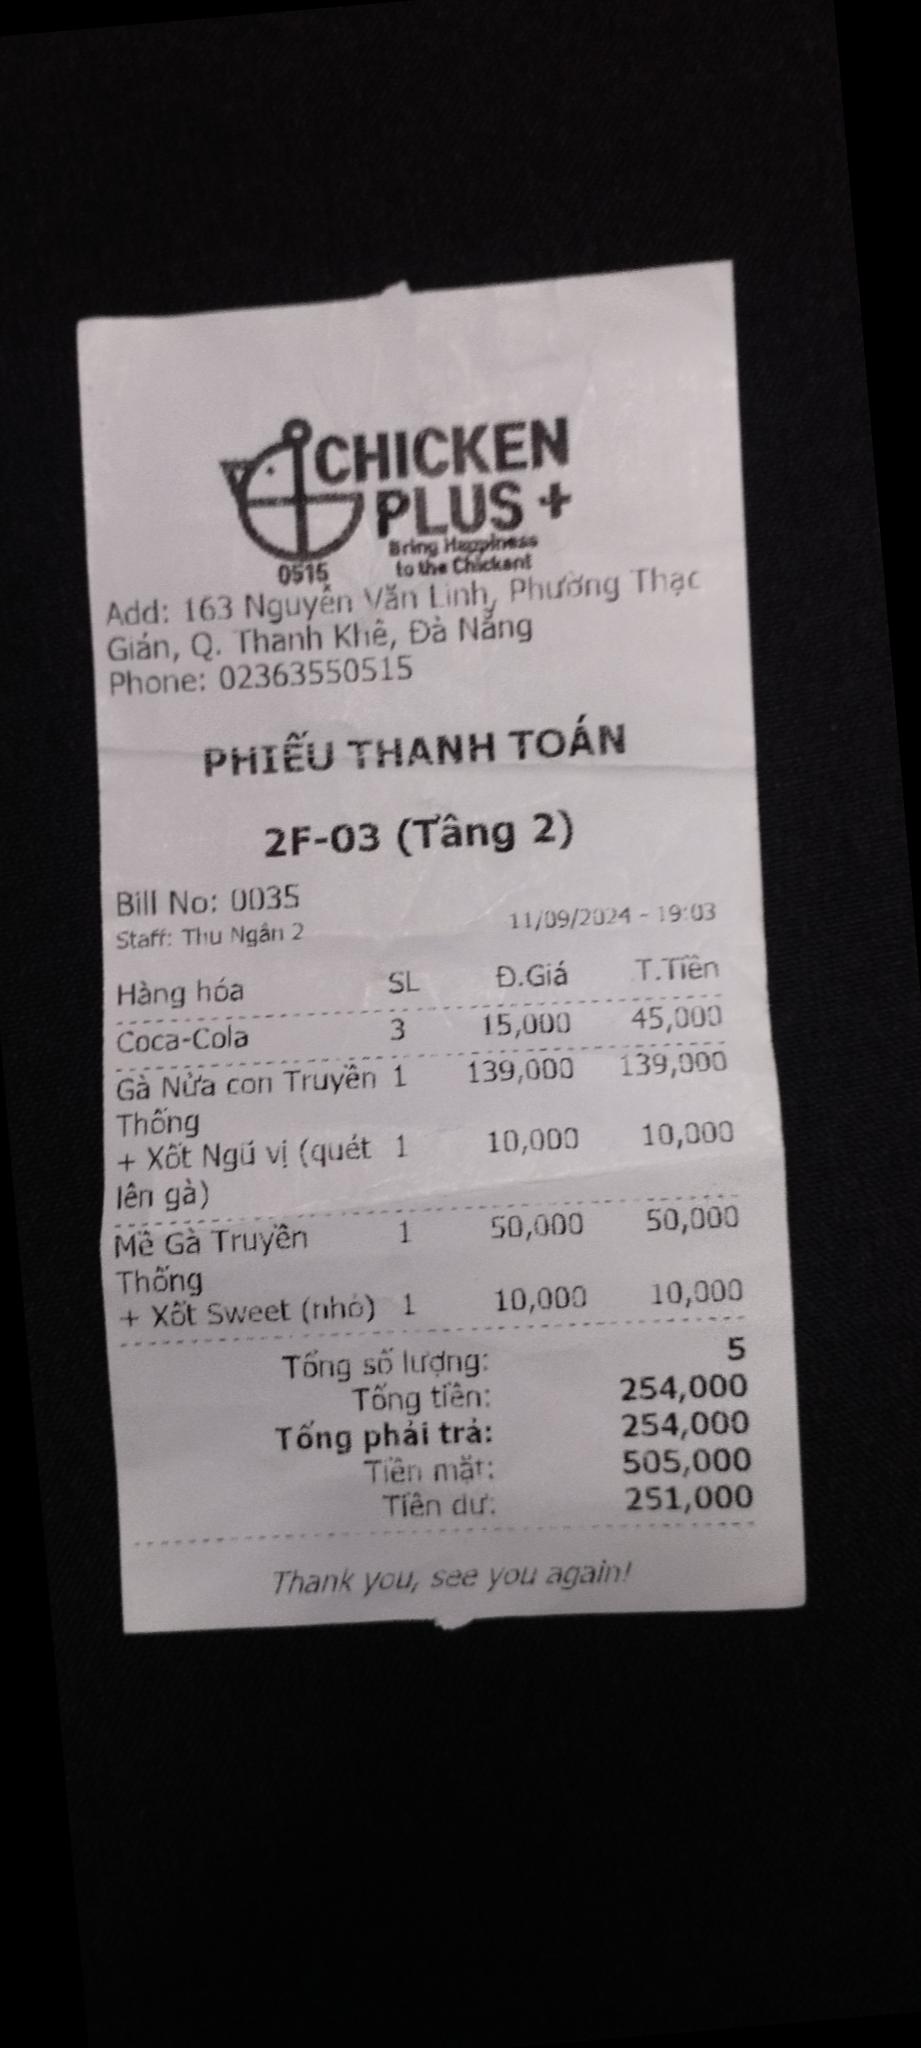 CHICKEN
PLUS +
Bring Happiness
to the Chickent
0515
Add: 163 Nguyễn Văn Linh, Phường Thạc
Gián, Q. Thanh Khê, Đà Nẵng
Phone: 02363550515
PHIẾU THANH TOÁN
2F-03 (Tầng 2)
Bill No: 0035
Staff: Thu Ngân 2 11/09/2024 - 19:03
Hàng hóa SL Đ.Giá T.Tiền
Coca-Cola 3 15,000 45,000
Gà Nửa con Truyền 1 139,000 139,000
Thống
+ Xốt Ngũ vị (quét 1 10,000 10,000
lên gà)
Mề Gà Truyền 1 50,000 50,000
Thống
+ Xốt Sweet (nhỏ) 1 10,000 10,000
Tổng số lượng: 5
Tổng tiền: 254,000
Tổng phải trả: 254,000
Tiền mặt: 505,000
Tiền dư: 251,000
Thank you, see you again!